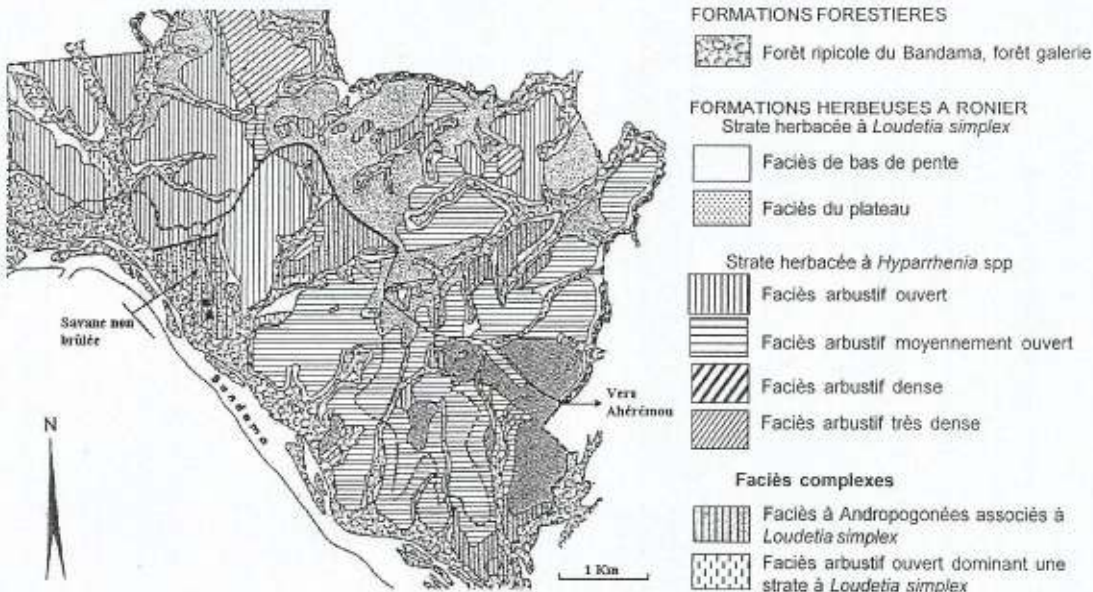 FORMATIONS FORESTIERES
Forêt ripicole du Bandama, forêt galerie
FORMATIONS HERBEUSES A RONIER
Strate herbacée à Loudetia simplex
Faciès de bas de pente
Faciès du plateau
Strate herbacée à Hyparrhenia spp
Faciès arbustif ouvert
Faciès arbustif moyennement ouvert
Faciès arbustif dense
Faciès arbustif très dense
Faciès complexes
Faciès à Andropogonées associés à
Loudetia simplex
Faciès arbustif ouvert dominant une
strate à Loudetia simplex
Savane non
brûlée
Bandama
Vers
Ahérémou
N
1 Km